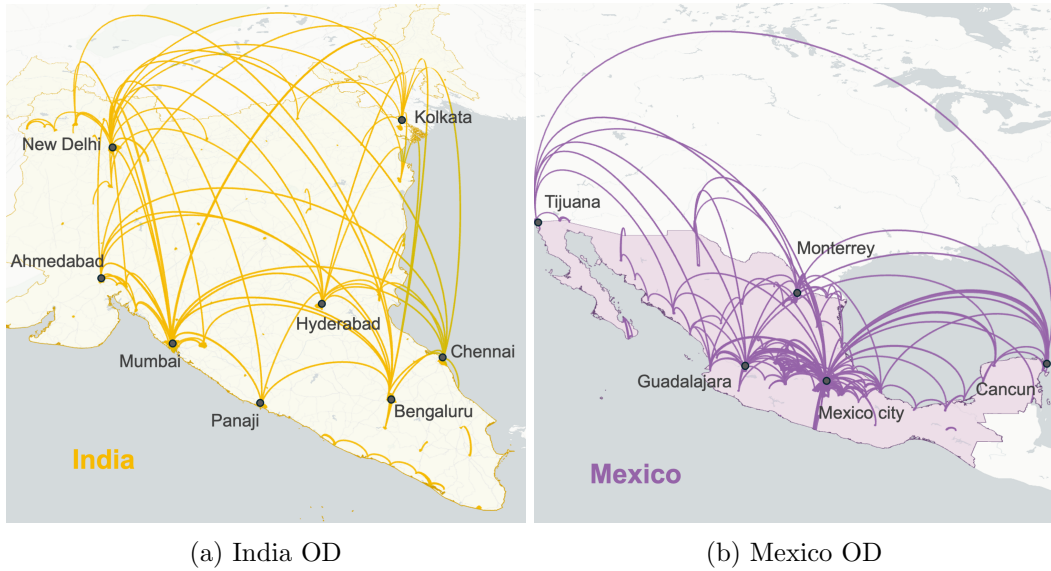 Kolkata
New Delhi
Ahmedabad
Hyderabad
Mumbai
Chennai
Panaji
Bengaluru
India
(a) India OD
Tijuana
Monterrey
Guadalajara
Cancun
Mexico city
Mexico
(b) Mexico OD